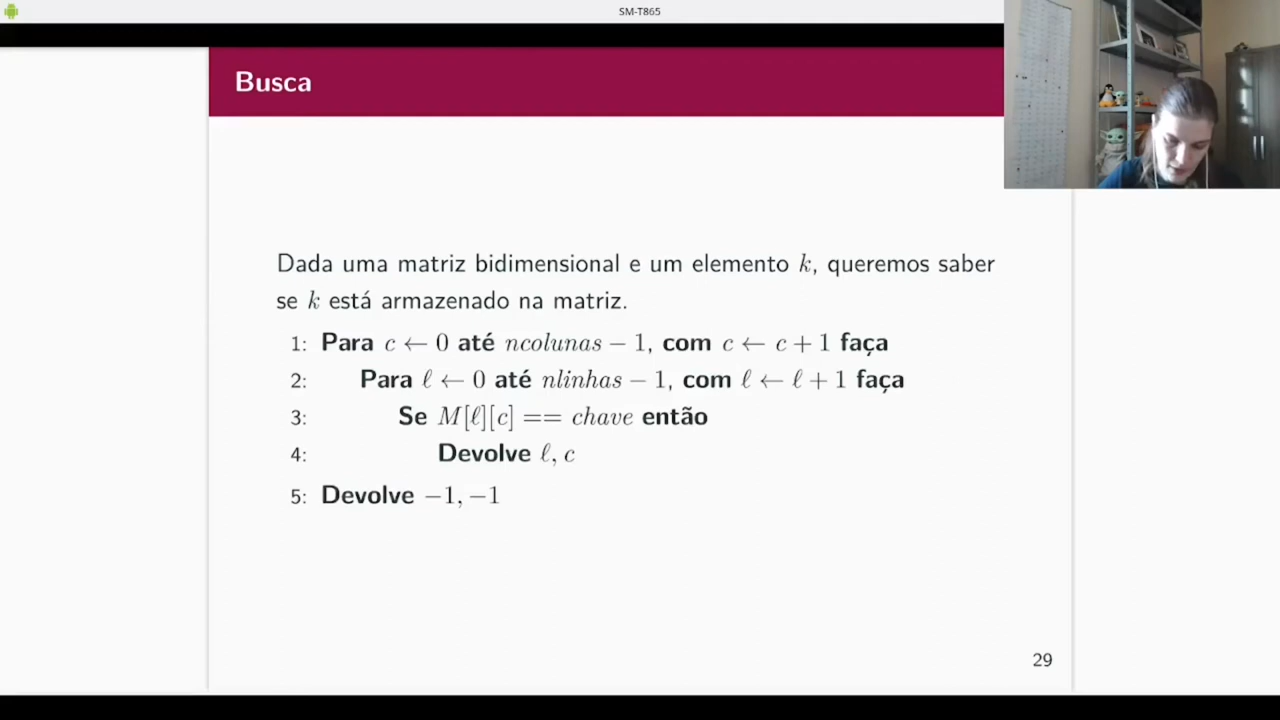 SM-T865
Busca
Dada uma matriz bidimensional e um elemento k, queremos saber
se k está armazenado na matriz.
1: Para c ← 0 até ncolunas − 1, com c ← c + 1 faça
2: Para ℓ ← 0 até nlinhas − 1, com ℓ ← ℓ + 1 faça
3: Se M[ℓ][c] == chave então
4: Devolve ℓ, c
5: Devolve −1, −1
29